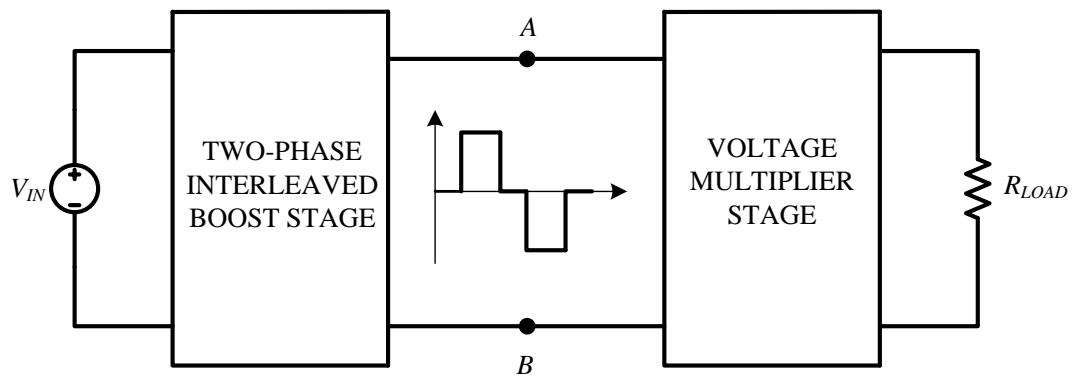 A
V_IN
+
−
TWO-PHASE
INTERLEAVED
BOOST STAGE
VOLTAGE
MULTIPLIER
STAGE
R_LOAD
B